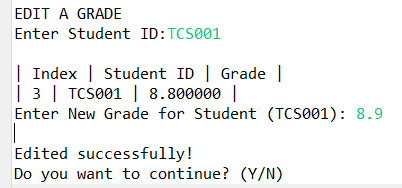 EDIT A GRADE
Enter Student ID:TCS001
| Index | Student ID | Grade |
| 3 | TCS001 | 8.800000 |
Enter New Grade for Student (TCS001): 8.9
Edited successfully!
Do you want to continue? (Y/N)